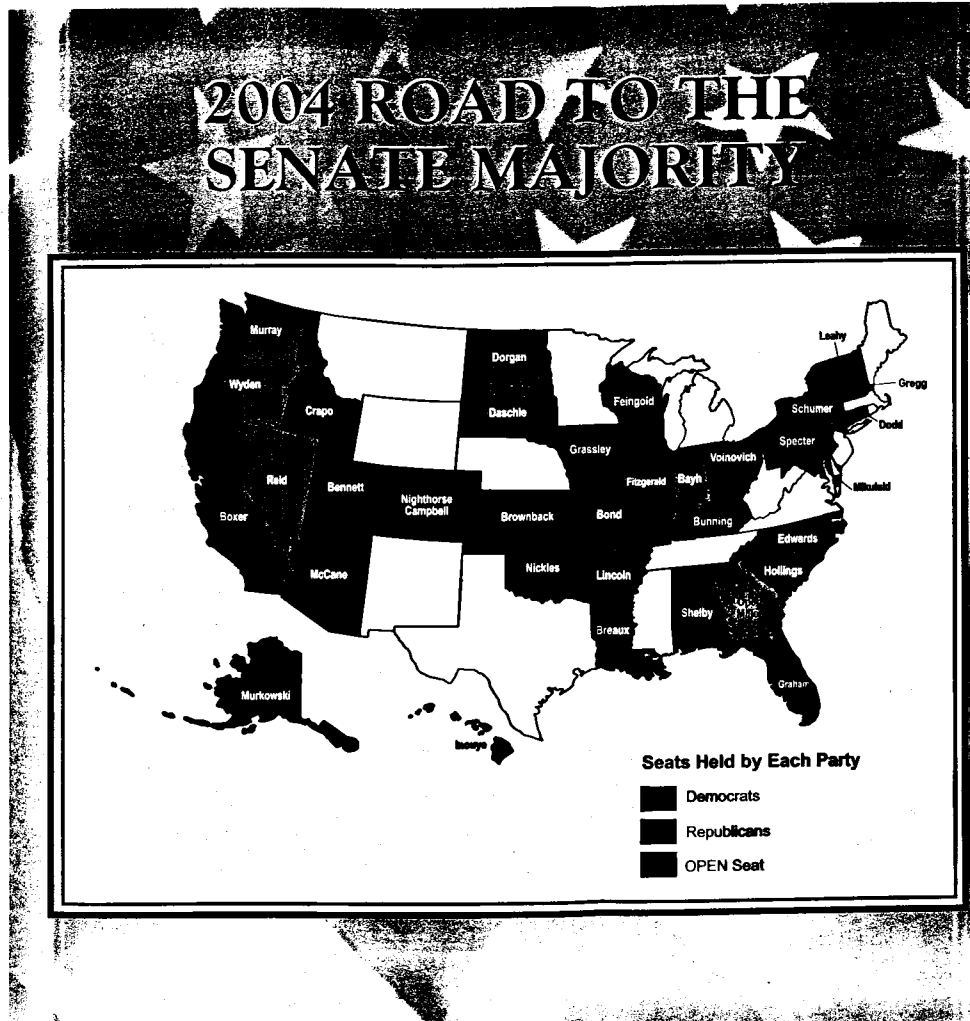 2004 ROAD TO THE
SENATE MAJORITY
Murray
Dorgan
Leahy
Wyden
Gregg
Crapo
Daschle
Feingold
Schumer
Dodd
Grassley
Specter
Voinovich
Reid
Bennett
Fitzgerald
Bayh
Mikulski
Nighthorse
Campbell
Boxer
Brownback
Bond
Bunning
Edwards
McCane
Nickles
Lincoln
Hollings
Shelby
Breaux
Graham
Murkowski
Inouye
Seats Held by Each Party
Democrats
Republicans
OPEN Seat